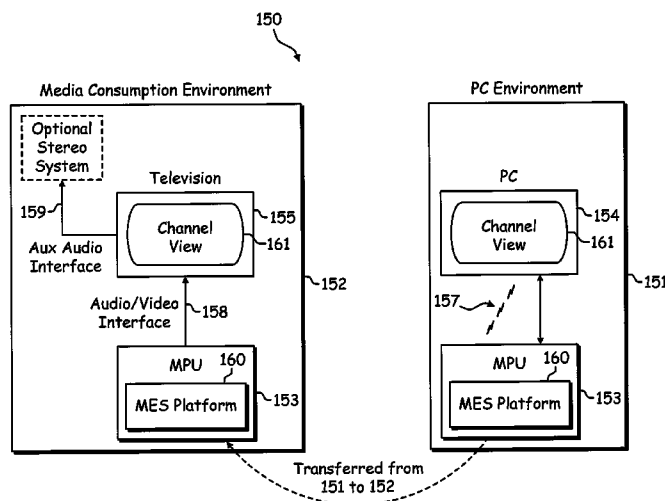 150
Media Consumption Environment
Optional
Stereo
System
159
Aux Audio
Interface
Television
155
Channel
View
161
152
Audio/Video
Interface
158
MPU
160
MES Platform
153
PC Environment
PC
154
Channel
View
161
151
157
MPU
160
MES Platform
153
Transferred from
151 to 152